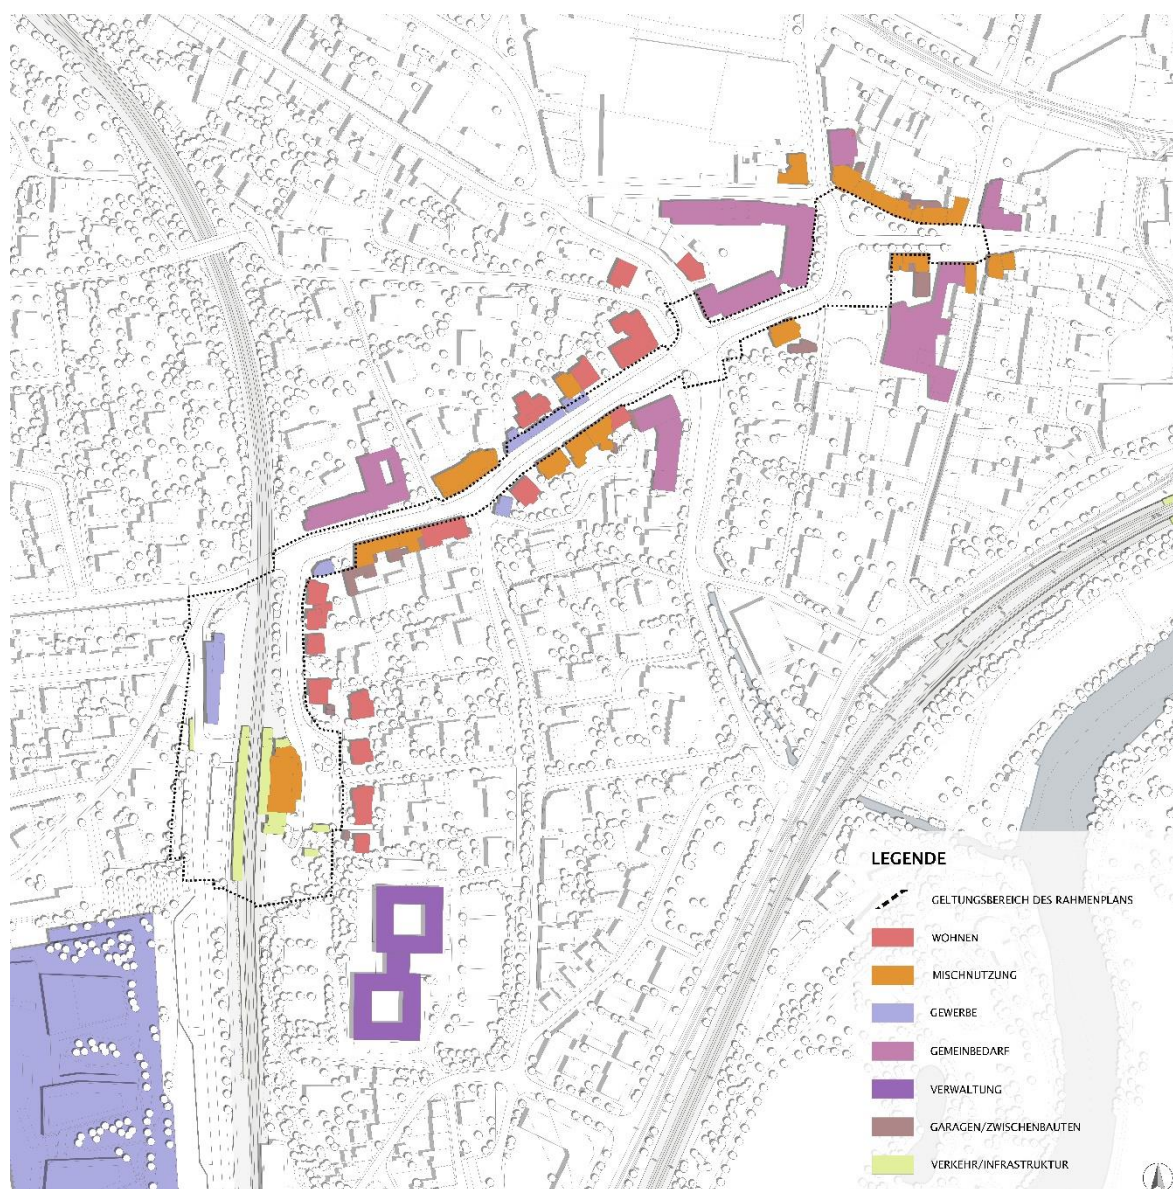 LEGENDE
GELTUNGSBEREICH DES RAHMENPLANS
WOHNEN
MISCHNUTZUNG
GEWERBE
GEMEINBEDARF
VERWALTUNG
GARAGEN/ZWISCHENBAUTEN
VERKEHR/INFRASTRUKTUR